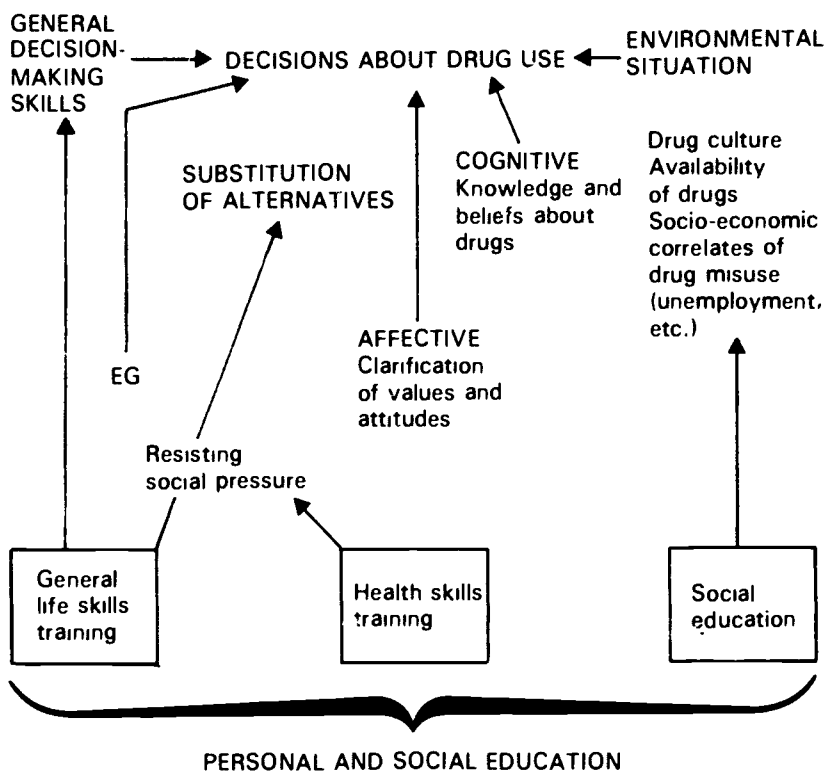 GENERAL
DECISION-
MAKING
SKILLS
DECISIONS ABOUT DRUG USE
ENVIRONMENTAL
SITUATION
SUBSTITUTION
OF ALTERNATIVES
COGNITIVE
Knowledge and
beliefs about
drugs
Drug culture
Availability
of drugs
Socio-economic
correlates of
drug misuse
(unemployment,
etc.)
EG
AFFECTIVE
Clarification
of values and
attitudes
Resisting
social pressure
General
life skills
training
Health skills
training
Social
education
PERSONAL AND SOCIAL EDUCATION